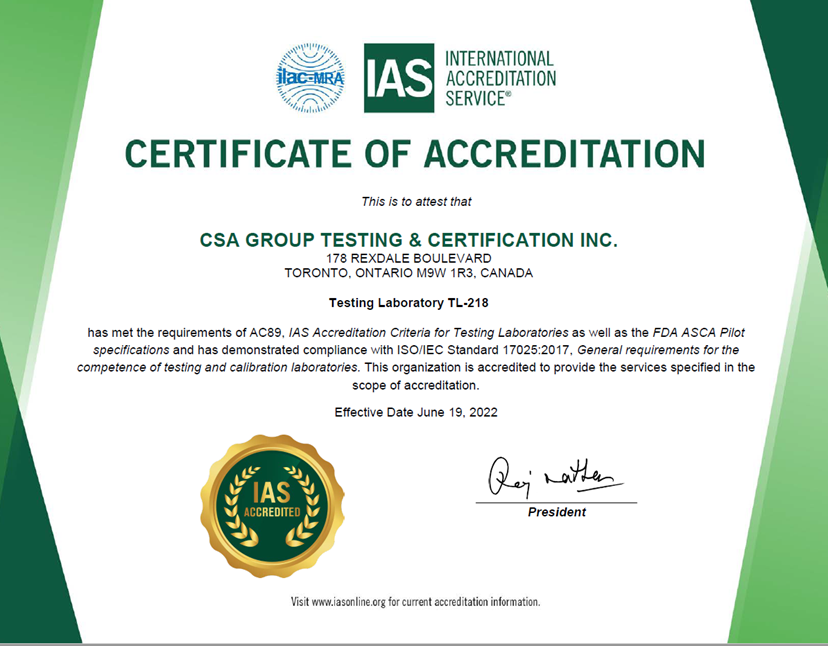 ilac-MRA
IAS
INTERNATIONAL
ACCREDITATION
SERVICE®
CERTIFICATE OF ACCREDITATION
This is to attest that
CSA GROUP TESTING & CERTIFICATION INC.
178 REXDALE BOULEVARD
TORONTO, ONTARIO M9W 1R3, CANADA
Testing Laboratory TL-218
has met the requirements of AC89, IAS Accreditation Criteria for Testing Laboratories as well as the FDA ASCA Pilot
specifications and has demonstrated compliance with ISO/IEC Standard 17025:2017, General requirements for the
competence of testing and calibration laboratories. This organization is accredited to provide the services specified in the
scope of accreditation.
Effective Date June 19, 2022
IAS
ACCREDITED
Raj Nathan
President
Visit www.iasonline.org for current accreditation information.